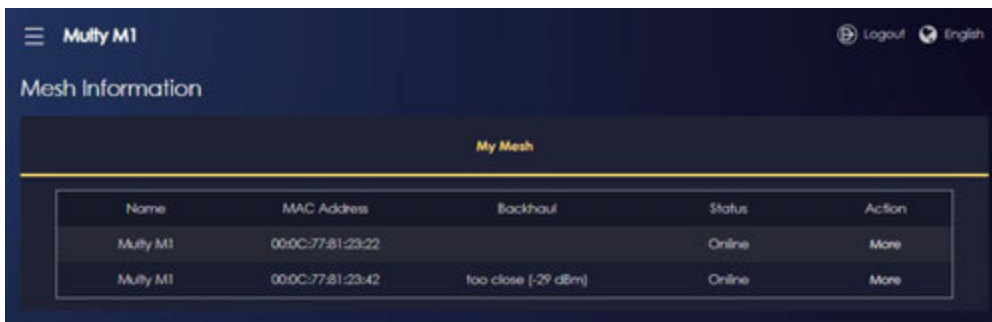 Multy M1
Logout English
Mesh Information
My Mesh
Name MAC Address Backhaul Status Action
Multy M1 00:0C:77:81:23:22 Online More
Multy M1 00:0C:77:81:23:42 too close (-29 dBm) Online More